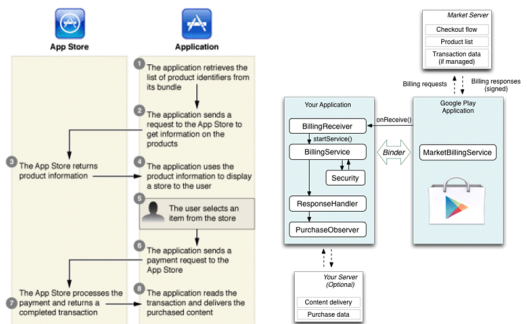 App Store
Application
1
The application retrieves the
list of product identifiers from
its bundle
2
The application sends a
request to the App Store to
get information on the
products
3
The App Store returns
product information
4
The application uses the
product information to display
a store to the user
5
The user selects an
item from the store
6
The application sends a
payment request to the
App Store
7
The App Store processes the
payment and returns a
completed transaction
8
The application reads the
transaction and delivers the
purchased content
Market Server
Checkout flow
Product list
Transaction data
(if managed)
Billing requests
Billing responses
(signed)
Your Application
onReceive()
Google Play
Application
BillingReceiver
startService()
BillingService
Binder
MarketBillingService
Security
ResponseHandler
PurchaseObserver
Your Server
(Optional)
Content delivery
Purchase data